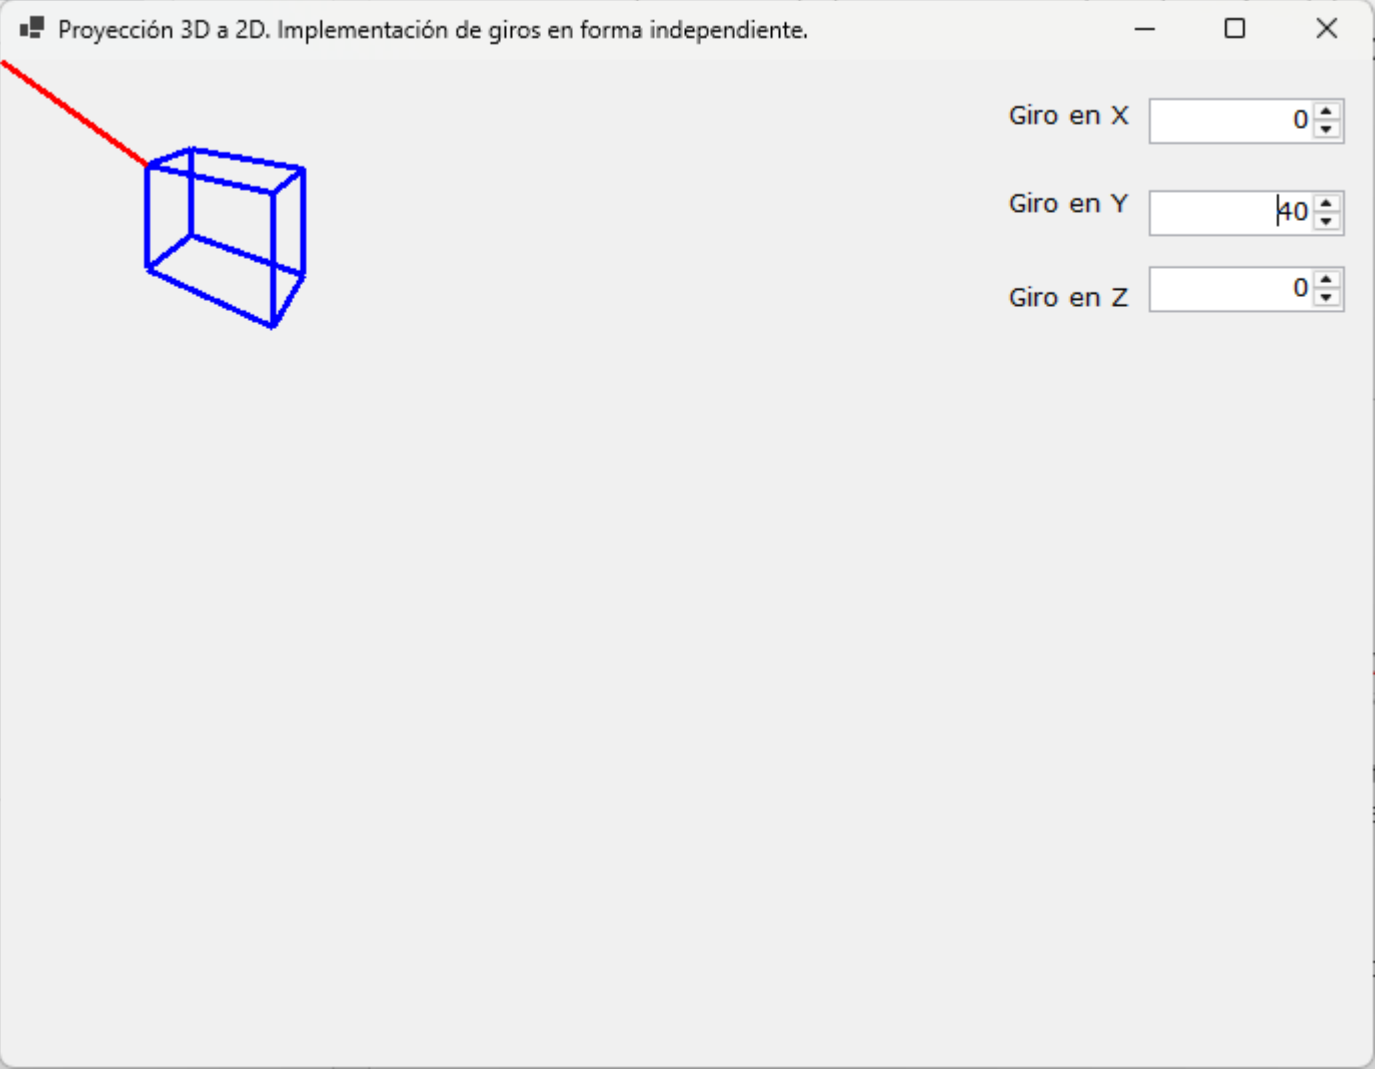 Proyección 3D a 2D. Implementación de giros en forma independiente.
Giro en X 0
Giro en Y 40
Giro en Z 0